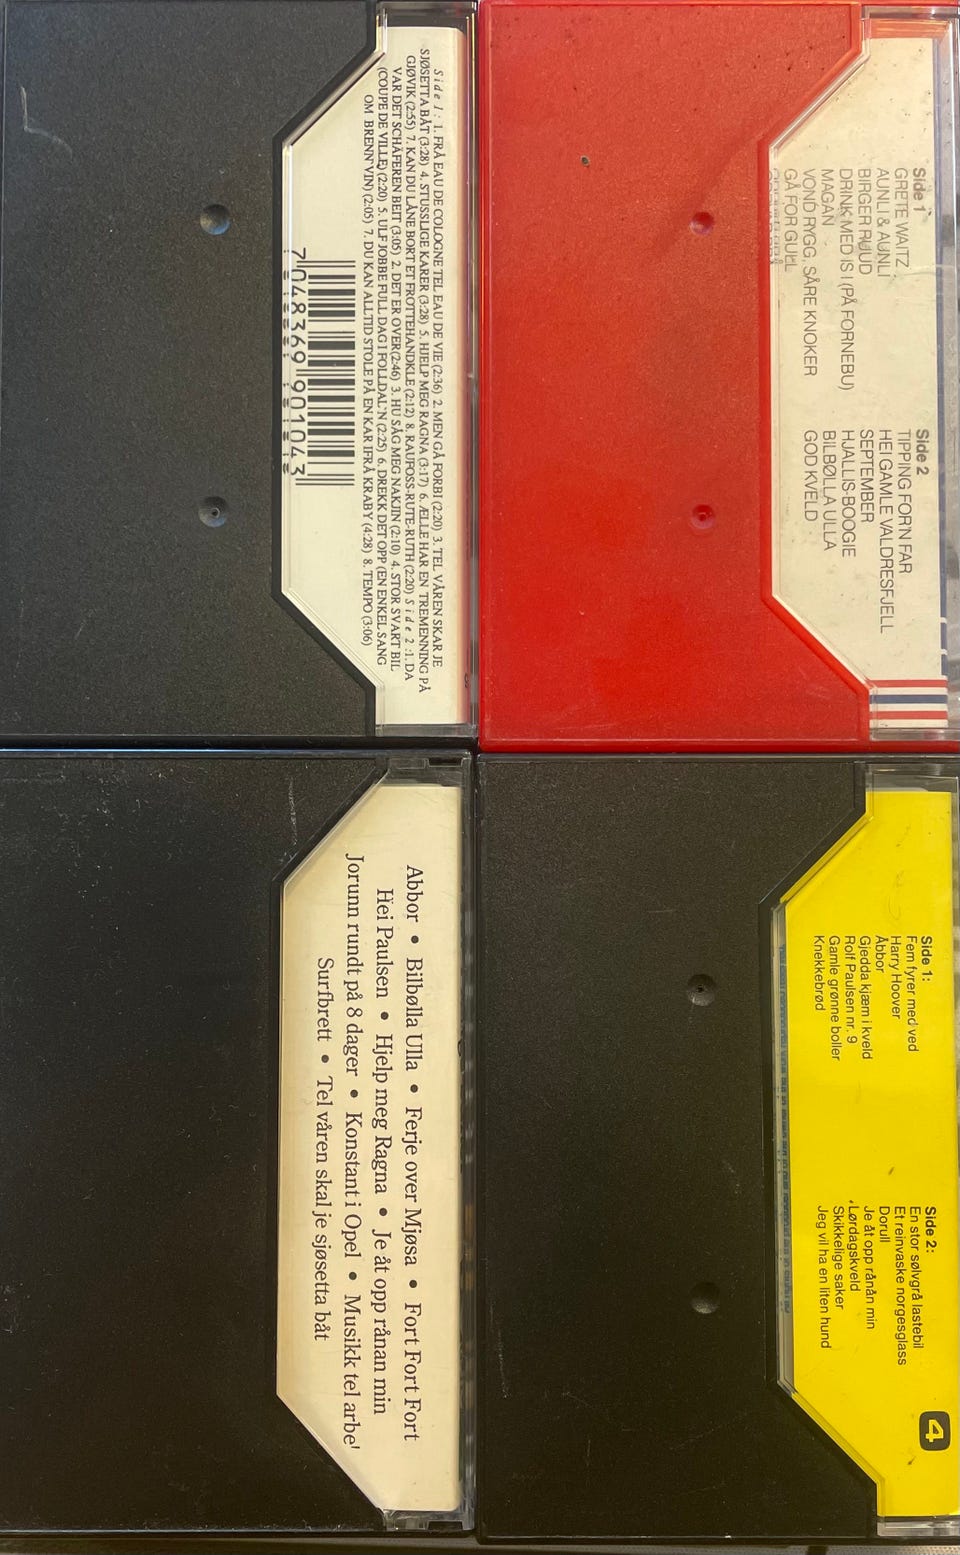 Side 1: 1. FRÅ EAU DE COLOGNE TEL EAU DE VIE (2:36) 2. MEN GÅ FORBI (2:20) 3. TEL VÅREN SKAR JE
SJØSETTA BÅT (3:28) 4. STUSSLIGE KARER (3:28) 5. HJELP MEG RAGNA (3:17) 6. ÆLLE HAR EN TREMENNING PÅ
GJØVIK (2:55) 7. KAN DU LÅNE BORT ET FROTTEHANDKLE (2:12) 8. RAUFOSS-RUTE-RUTH (2:20) Side 2 :1. DA
VAR DET SCHÄFEREN BEIT (3:05) 2. DET ER OVER(2:46) 3. HU SÅG MEG NAKJIN (2:10) 4. STOR SVART BIL
(COUPE DE VILLE) (2:20) 5. ULF JOBBE FULL DAG I FOLLDAL'N (2:25) 6. DREKK DET OPP (EN ENKEL SANG
OM BRENN'VIN) (2:05) 7. DU KAN ALLTID STOLE PÅ EN KAR IFRÅ KRABY (4:28) 8. TEMPO (3:06)
7 048369 901043
Side 1
GRETE WAITZ
AUNLI & AUNLI
BIRGER RUUD
DRINK MED IS I (PÅ FORNEBU)
MAGAN
VOND RYGG, SÅRE KNOKER
GÅ FOR GULL
Side 2
TIPPING FORN FAR
HEI GAMLE VALDRESFJELL
SEPTEMBER
HJALLIS-BOOGIE
BILBØLLA ULLA
GOD KVELD
Abbor • Bilbølla Ulla • Ferje over Mjøsa • Fort Fort Fort
Hei Paulsen • Hjelp meg Ragna • Je åt opp rånan min
Jorunn rundt på 8 dager • Konstant i Opel • Musikk tel arbe'
Surfbrett • Tel våren skal je sjøsetta båt
Side 1:
Fem fyrer med ved
Harry Hoover
Åbbor
Gjedda kjæm i kveld
Rolf Paulsen nr. 9
Gamle grønne boller
Knekkebrød
Side 2:
En stor sølvgrå lastebil
Et reinvaske norgesglass
Dorull
Je åt opp rånån min
Lørdagskveld
Skikkelige saker
Jeg vil ha en liten hund
4